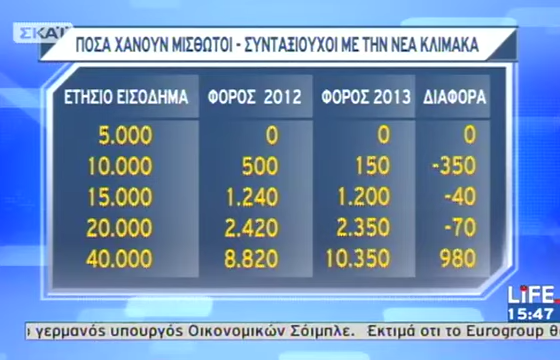 ΣΚΑΪ
ΠΟΣΑ ΧΑΝΟΥΝ ΜΙΣΘΩΤΟΙ - ΣΥΝΤΑΞΙΟΥΧΟΙ ΜΕ ΤΗΝ ΝΕΑ ΚΛΙΜΑΚΑ
ΕΤΗΣΙΟ ΕΙΣΟΔΗΜΑ ΦΟΡΟΣ 2012 ΦΟΡΟΣ 2013 ΔΙΑΦΟΡΑ
5.000 0 0 0
10.000 500 150 -350
15.000 1.240 1.200 -40
20.000 2.420 2.350 -70
40.000 8.820 10.350 980
LiFE
15:47
γερμανός υπουργός Οικονομικών Σόιμπλε. Εκτιμά οτι το Eurogroup